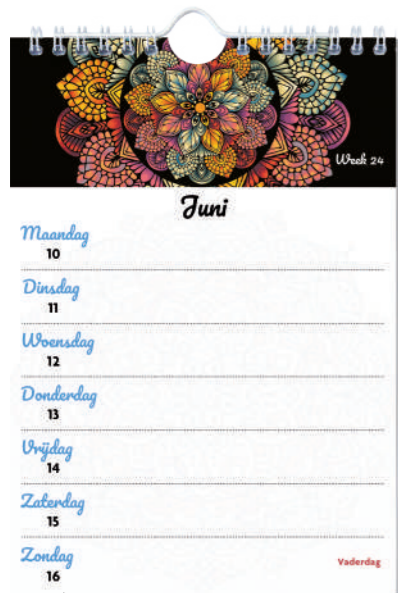 Week 24
Juni
Maandag
10
Dinsdag
11
Woensdag
12
Donderdag
13
Vrijdag
14
Zaterdag
15
Zondag
16
Vaderdag